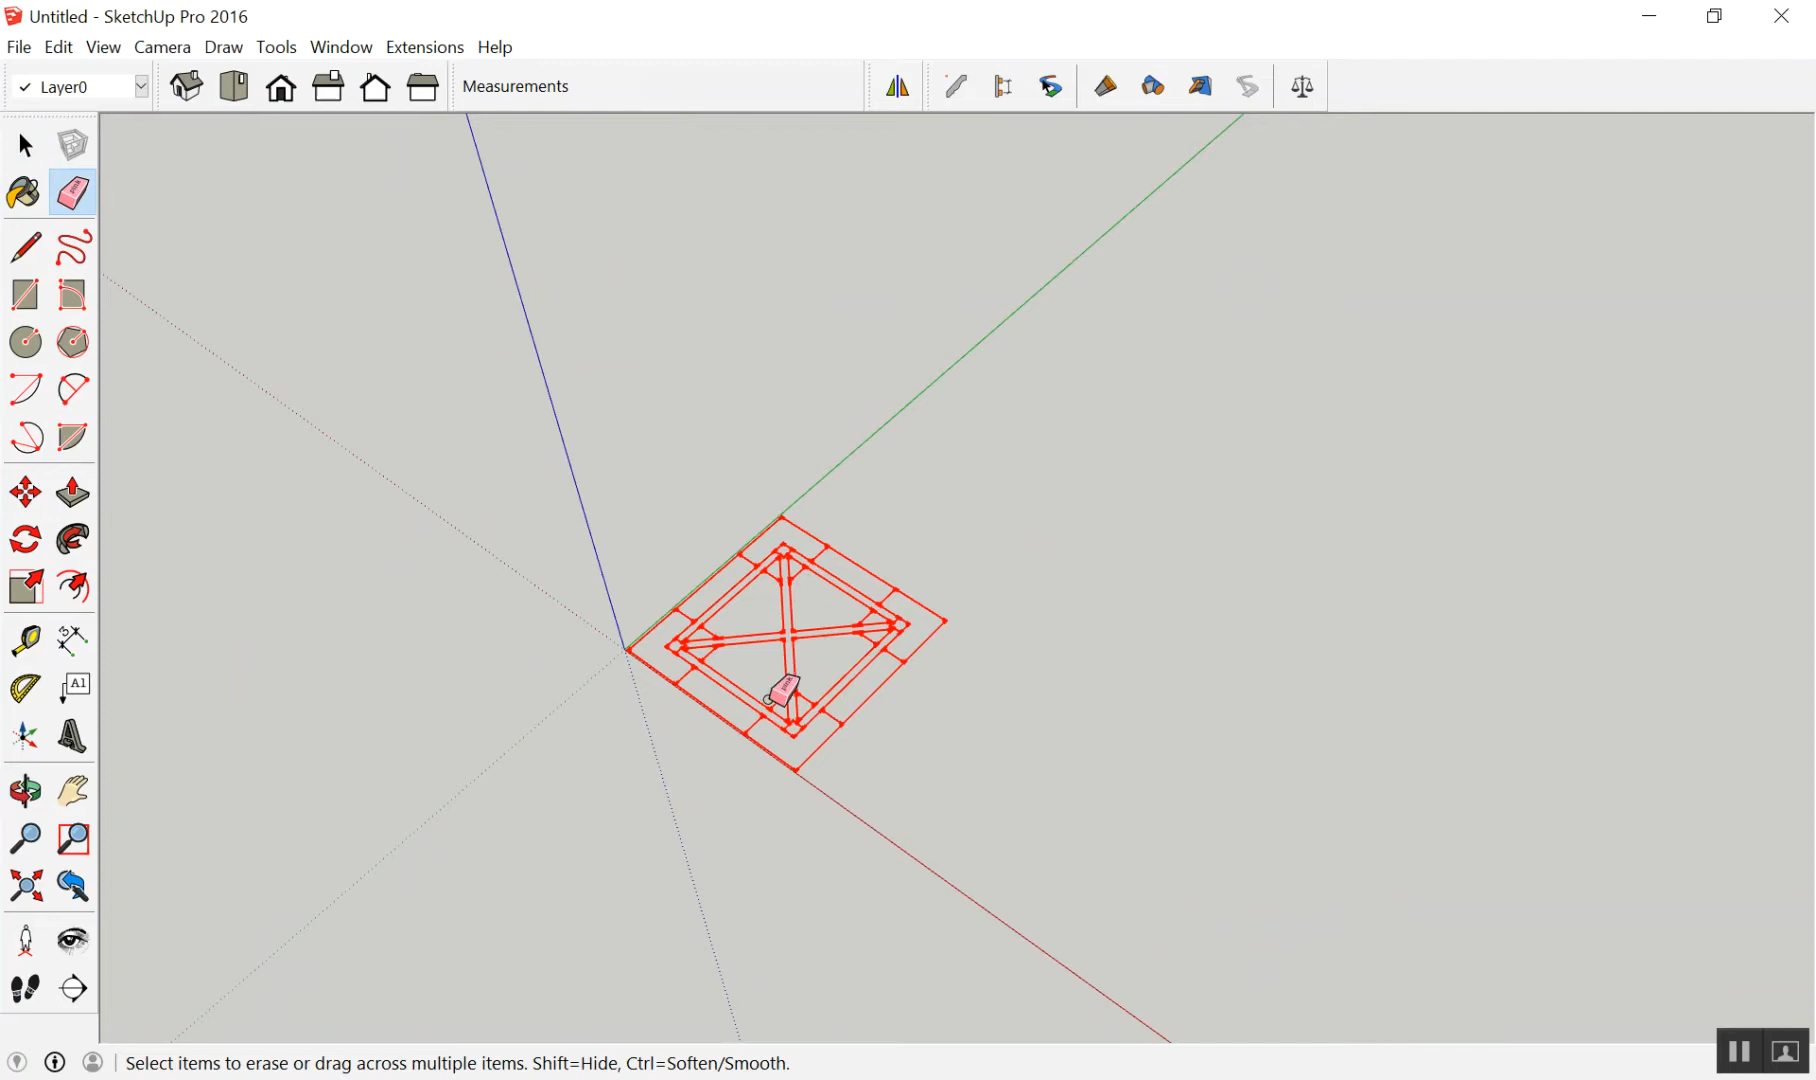 Untitled - SketchUp Pro 2016
File Edit View Camera Draw Tools Window Extensions Help
Layer0
Measurements
A1
Select items to erase or drag across multiple items. Shift=Hide, Ctrl=Soften/Smooth.